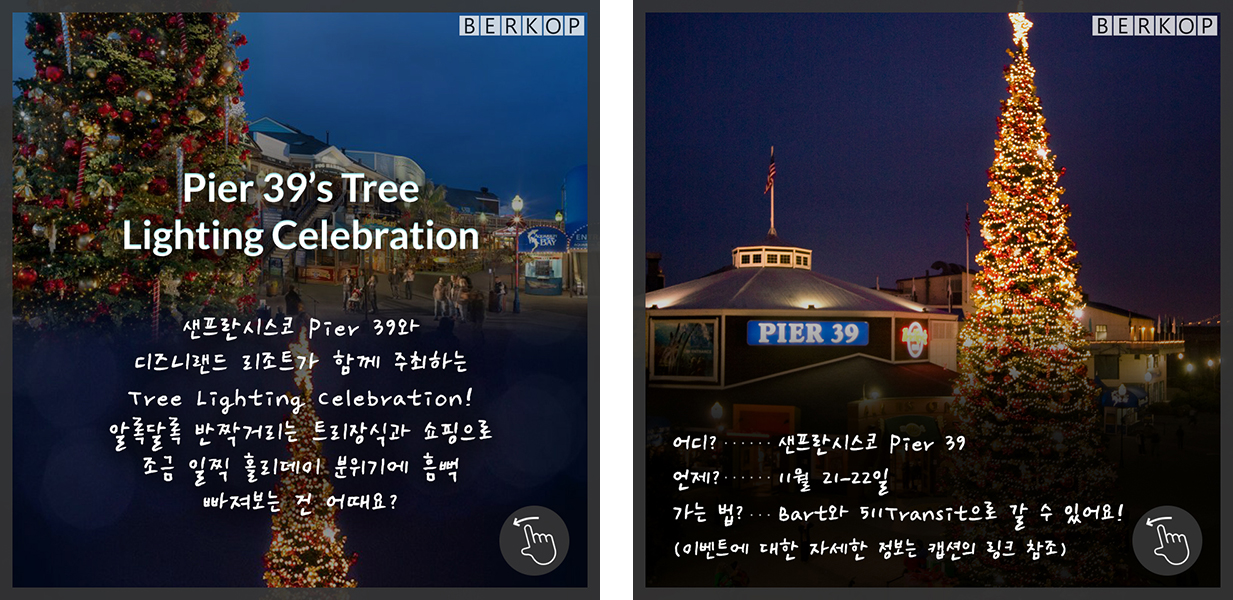 BERKOP
Pier 39's Tree
Lighting Celebration
샌프란시스코 Pier 39와
디즈니랜드 리조트가 함께 주최하는
Tree Lighting Celebration!
알록달록 반짝거리는 트리장식과 쇼핑으로
조금 일찍 홀리데이 분위기에 흠뻑
빠져보는 건 어때요?
BERKOP
PIER 39
어디? ······ 샌프란시스코 Pier 39
언제? ······ 11월 21-22일
가는 법? ··· Bart와 511Transit으로 갈 수 있어요!
(이벤트에 대한 자세한 정보는 캡션의 링크 참조)